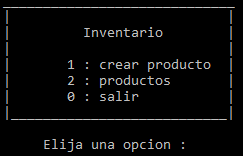 Inventario
1 : crear producto
2 : productos
0 : salir
Elija una opcion :